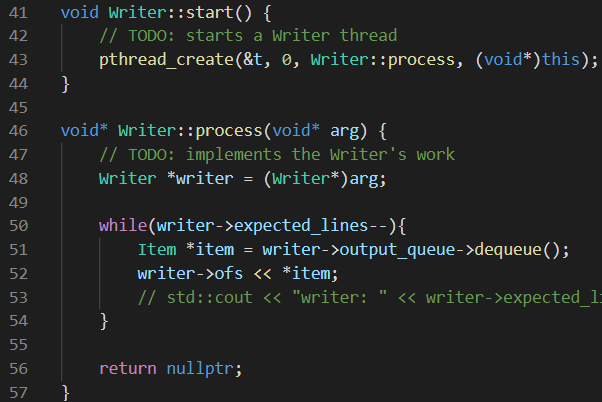 41 void Writer::start() {
42     // TODO: starts a Writer thread
43     pthread_create(&t, 0, Writer::process, (void*)this);
44 }
45
46 void* Writer::process(void* arg) {
47     // TODO: implements the Writer's work
48     Writer *writer = (Writer*)arg;
49
50     while(writer->expected_lines--){
51         Item *item = writer->output_queue->dequeue();
52         writer->ofs << *item;
53         // std::cout << "writer: " << writer->expected_l
54     }
55
56     return nullptr;
57 }